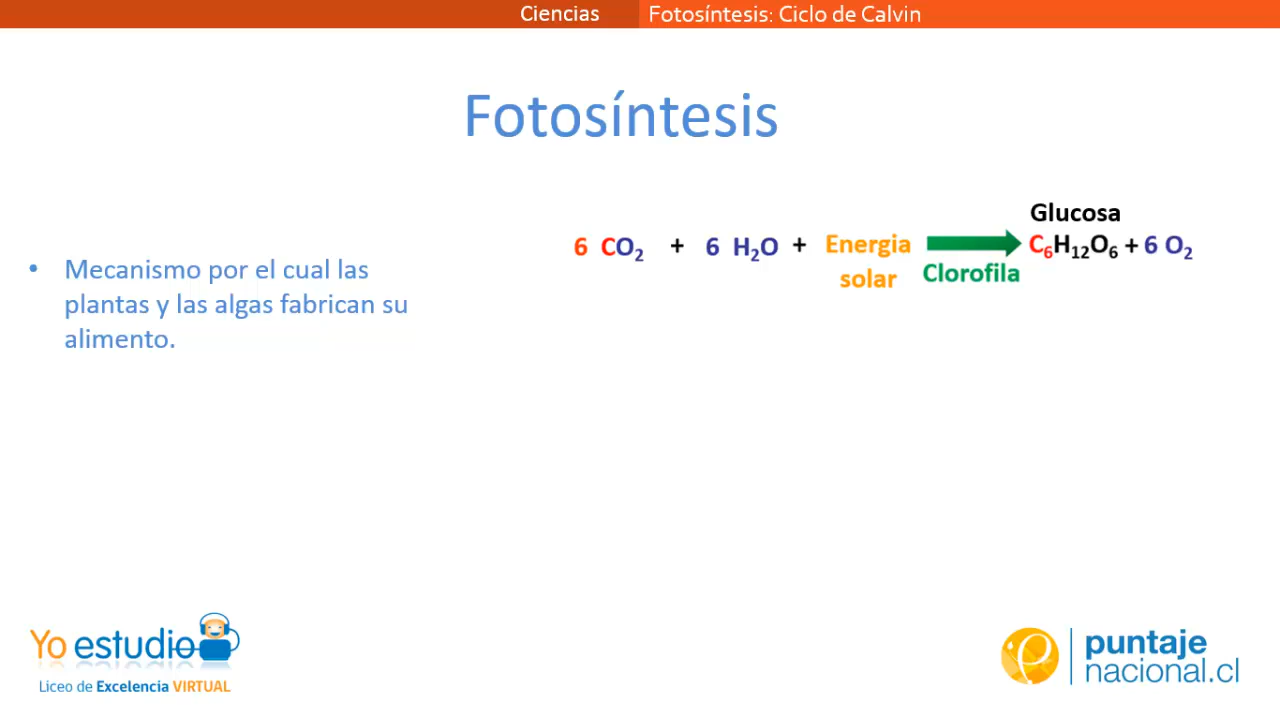 Ciencias Fotosíntesis: Ciclo de Calvin
Fotosíntesis
• Mecanismo por el cual las
plantas y las algas fabrican su
alimento.
Glucosa
6 CO₂ + 6 H₂O + Energia C₆H₁₂O₆ + 6 O₂
solar Clorofila
Yo estudio
Liceo de Excelencia VIRTUAL
puntaje
nacional.cl